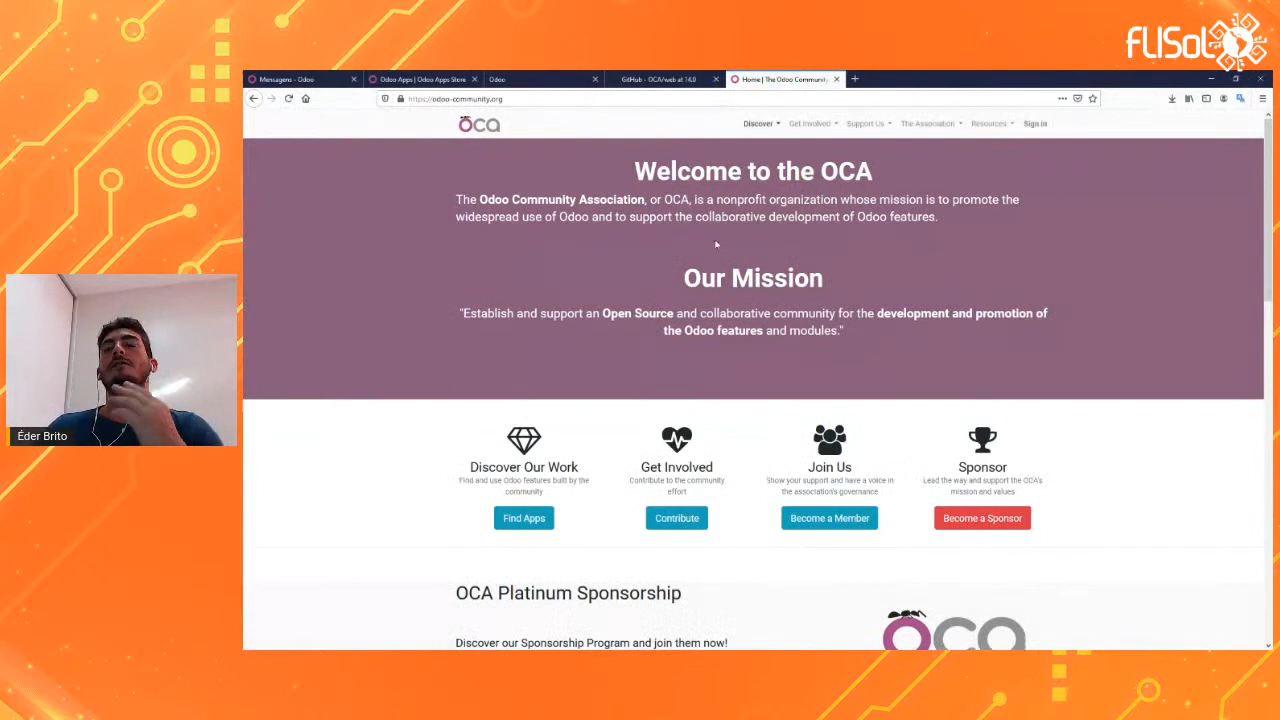 FLISoL
Mensagens - Odoo
Odoo Apps | Odoo Apps Store
Odoo
GitHub - OCA/web at 14.0
Home | The Odoo Community
https://odoo-community.org
OCA
Discover
Get Involved
Support Us
The Association
Resources
Sign in
Welcome to the OCA
The Odoo Community Association, or OCA, is a nonprofit organization whose mission is to promote the
widespread use of Odoo and to support the collaborative development of Odoo features.
Our Mission
"Establish and support an Open Source and collaborative community for the development and promotion of
the Odoo features and modules."
Discover Our Work
Find and use Odoo features built by the
community
Find Apps
Get Involved
Contribute to the community
effort
Contribute
Join Us
Show your support and have a voice in
the association's governance
Become a Member
Sponsor
Lead the way and support the OCA's
mission and values
Become a Sponsor
Éder Brito
OCA Platinum Sponsorship
Discover our Sponsorship Program and join them now!
OCA